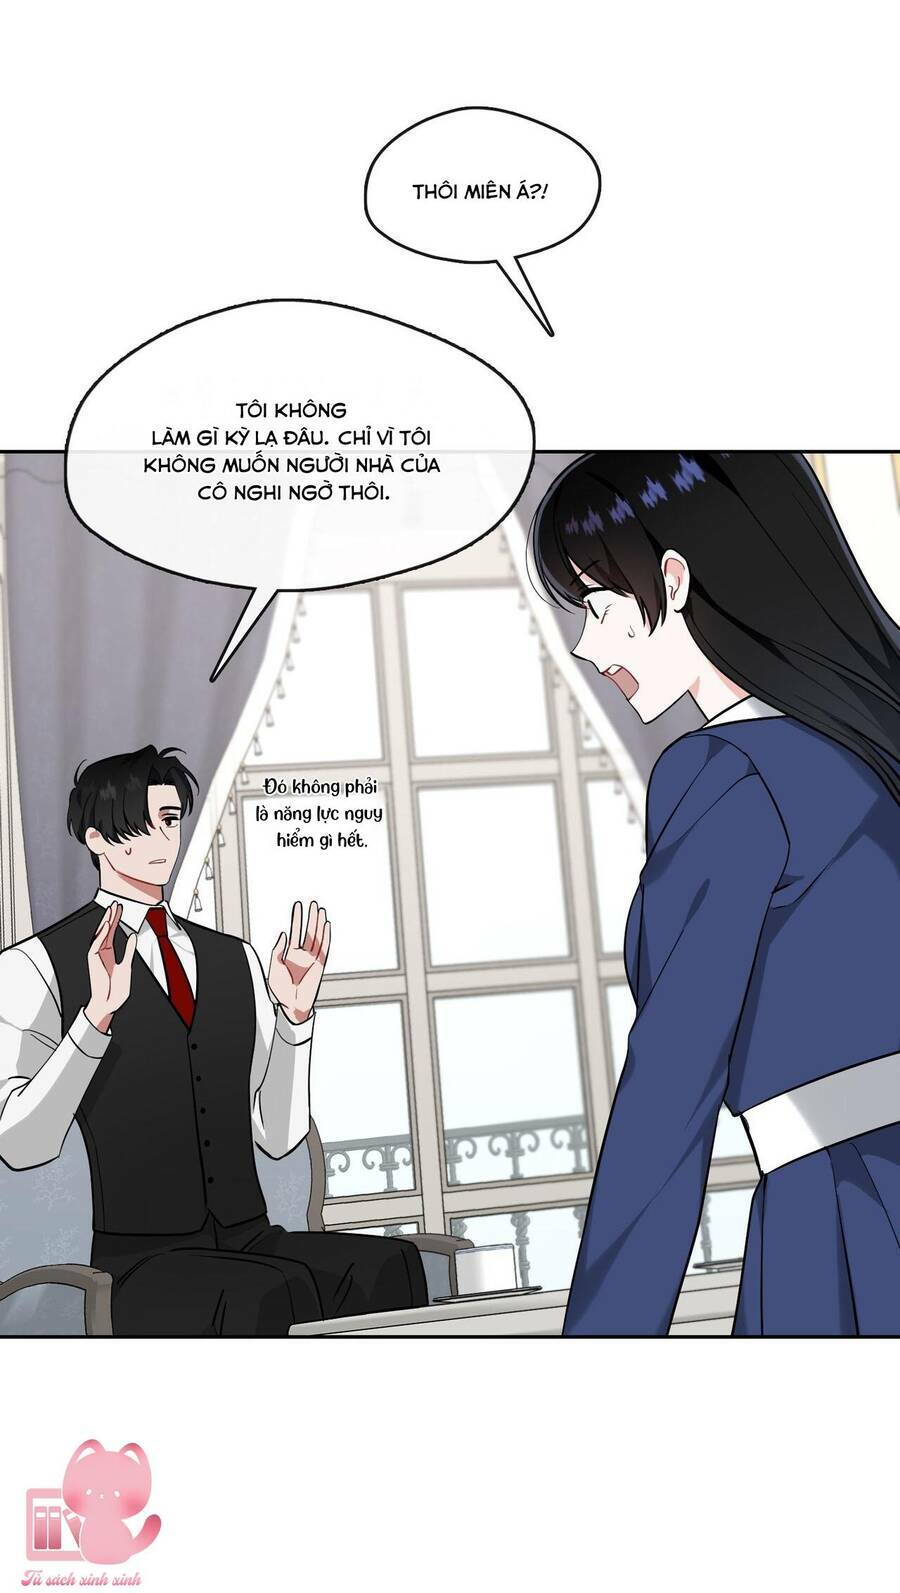 THÔI MIÊN Á?!
TÔI KHÔNG
LÀM GÌ KỲ LẠ ĐÂU. CHỈ VÌ TÔI
KHÔNG MUỐN NGƯỜI NHÀ CỦA
CÔ NGHI NGỜ THÔI.
Đó không phải
là năng lực nguy
hiểm gì hết.
Tủ sách xinh xinh